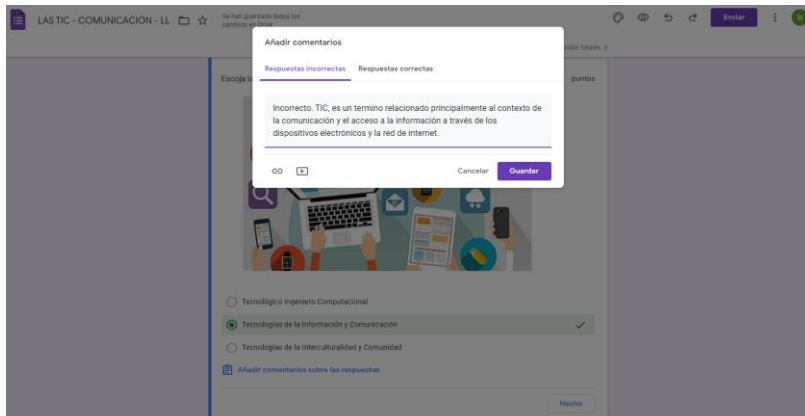 LAS TIC - COMUNICACIÓN - LL
Se han guardado todos los
cambios en Drive
Enviar
puntos totales: 0
Añadir comentarios
Respuestas incorrectas Respuestas correctas
Escoja la
puntos
Incorrecto. TIC, es un termino relacionado principalmente al contexto de
la comunicación y el acceso a la información a través de los
dispositivos electrónicos y la red de internet.
Cancelar Guardar
Tecnológico Ingeniero Computacional
Tecnologías de la Información y Comunicación
Tecnologías de la Interculturalidad y Comunidad
Añadir comentarios sobre las respuestas
Hecho